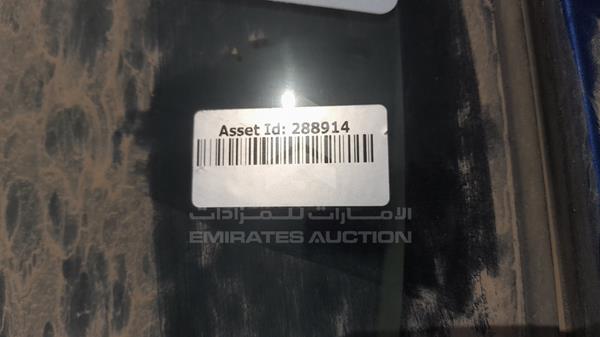 Asset Id: 288914
الامارات للمزادات
EMIRATES AUCTION